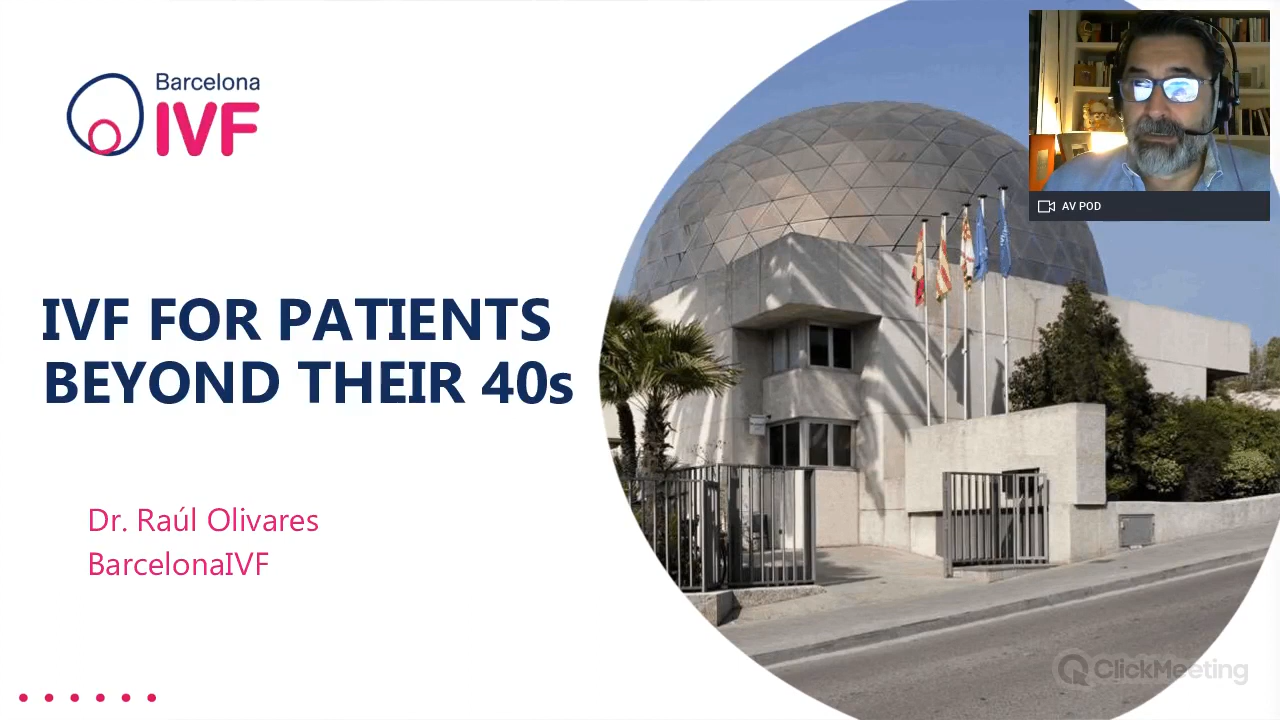 Barcelona
IVF
AV POD
IVF FOR PATIENTS
BEYOND THEIR 40s
Dr. Raúl Olivares
BarcelonaIVF
ClickMeeting